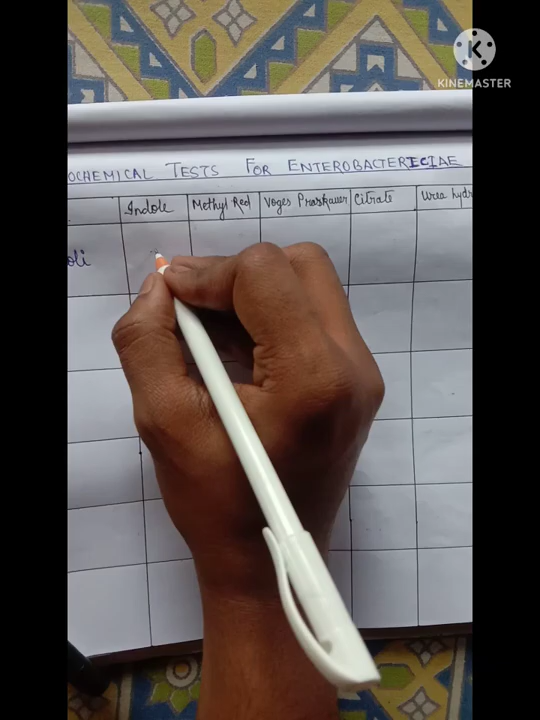 KINEMASTER
OCHEMICAL TESTS FOR ENTEROBACTERICIAE
Indole Methyl Red Voges Proskauer Citrate Urea hydr
oli